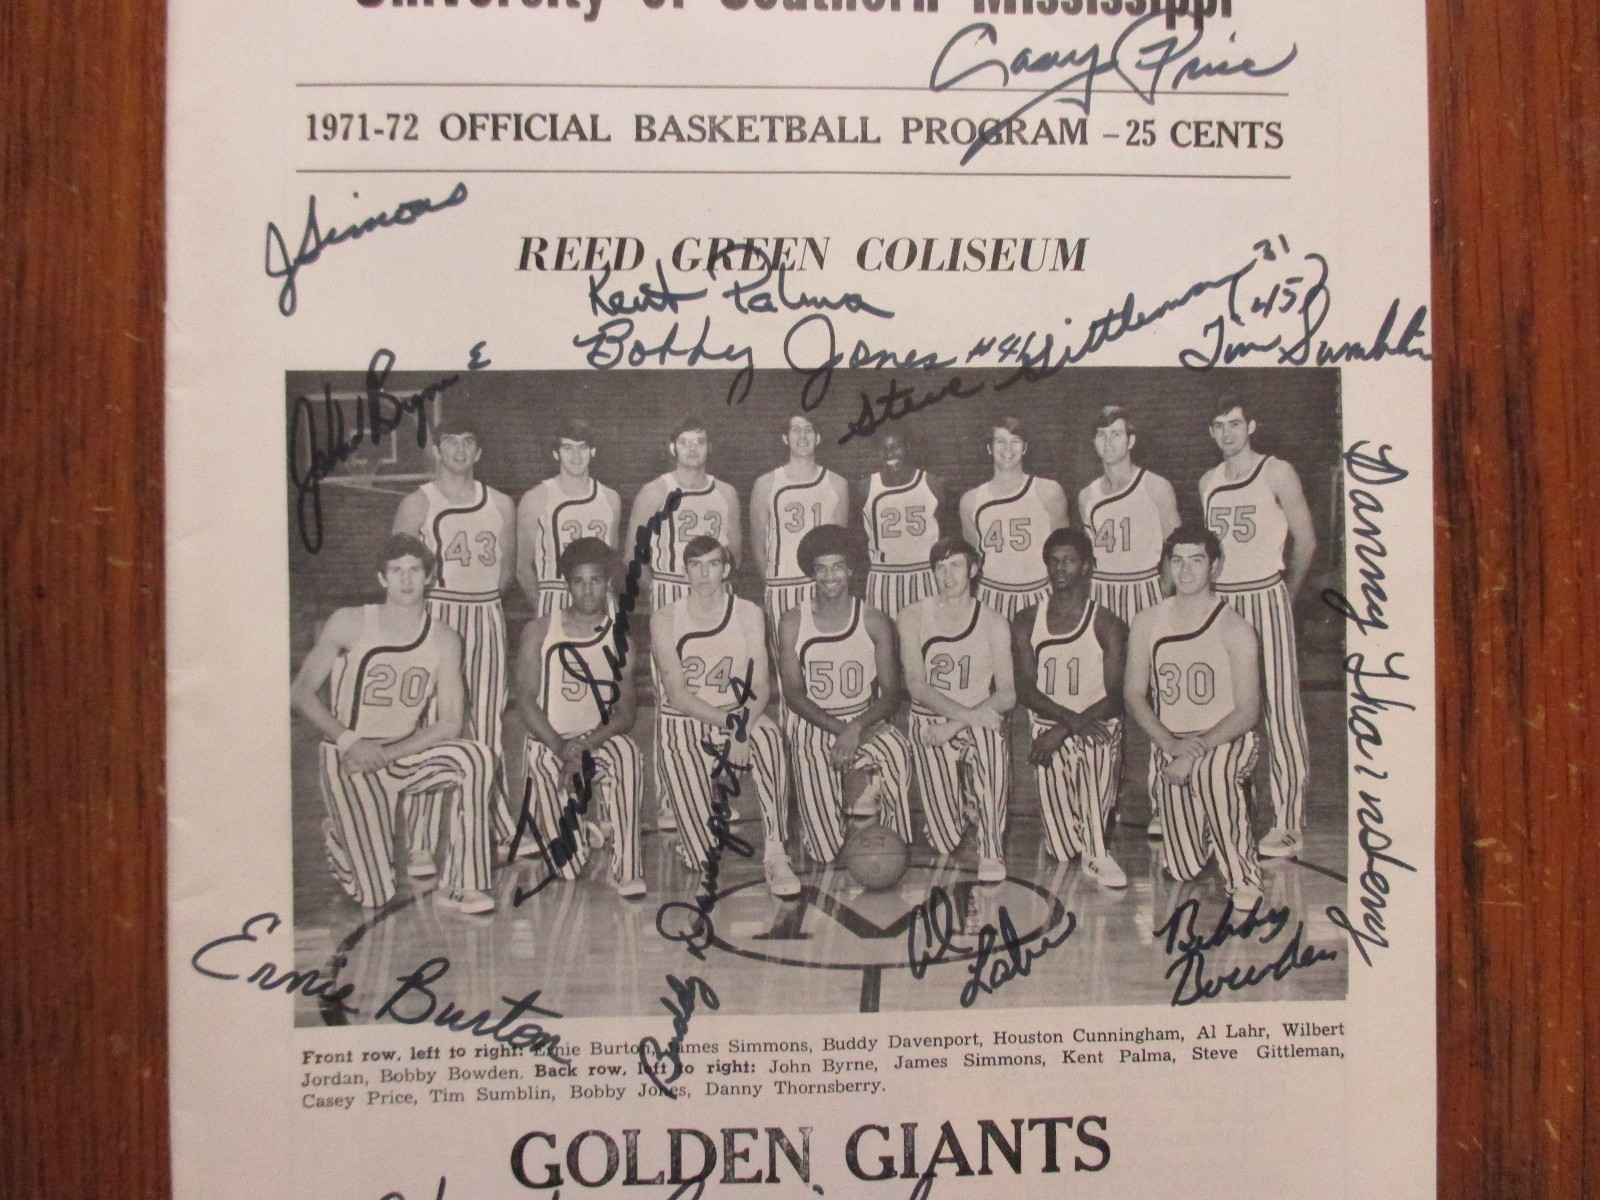 University of Southern Mississippi
Casey Price
1971-72 OFFICIAL BASKETBALL PROGRAM – 25 CENTS
J Simons
REED GREEN COLISEUM
Kent Palma
Bobby Jones #41
Steve Gittleman 31
Tim Sumblin 45
John Byrne
Danny Thornsberry
43
33
23
31
25
45
41
55
20
5
24
50
21
11
30
James Simmons
Buddy Davenport 24
M
Ernie Burton
Al Lahr
Bobby Bowden
Front row, left to right: Ernie Burton, James Simmons, Buddy Davenport, Houston Cunningham, Al Lahr, Wilbert
Jordan, Bobby Bowden. Back row, left to right: John Byrne, James Simmons, Kent Palma, Steve Gittleman,
Casey Price, Tim Sumblin, Bobby Jones, Danny Thornsberry.
GOLDEN GIANTS